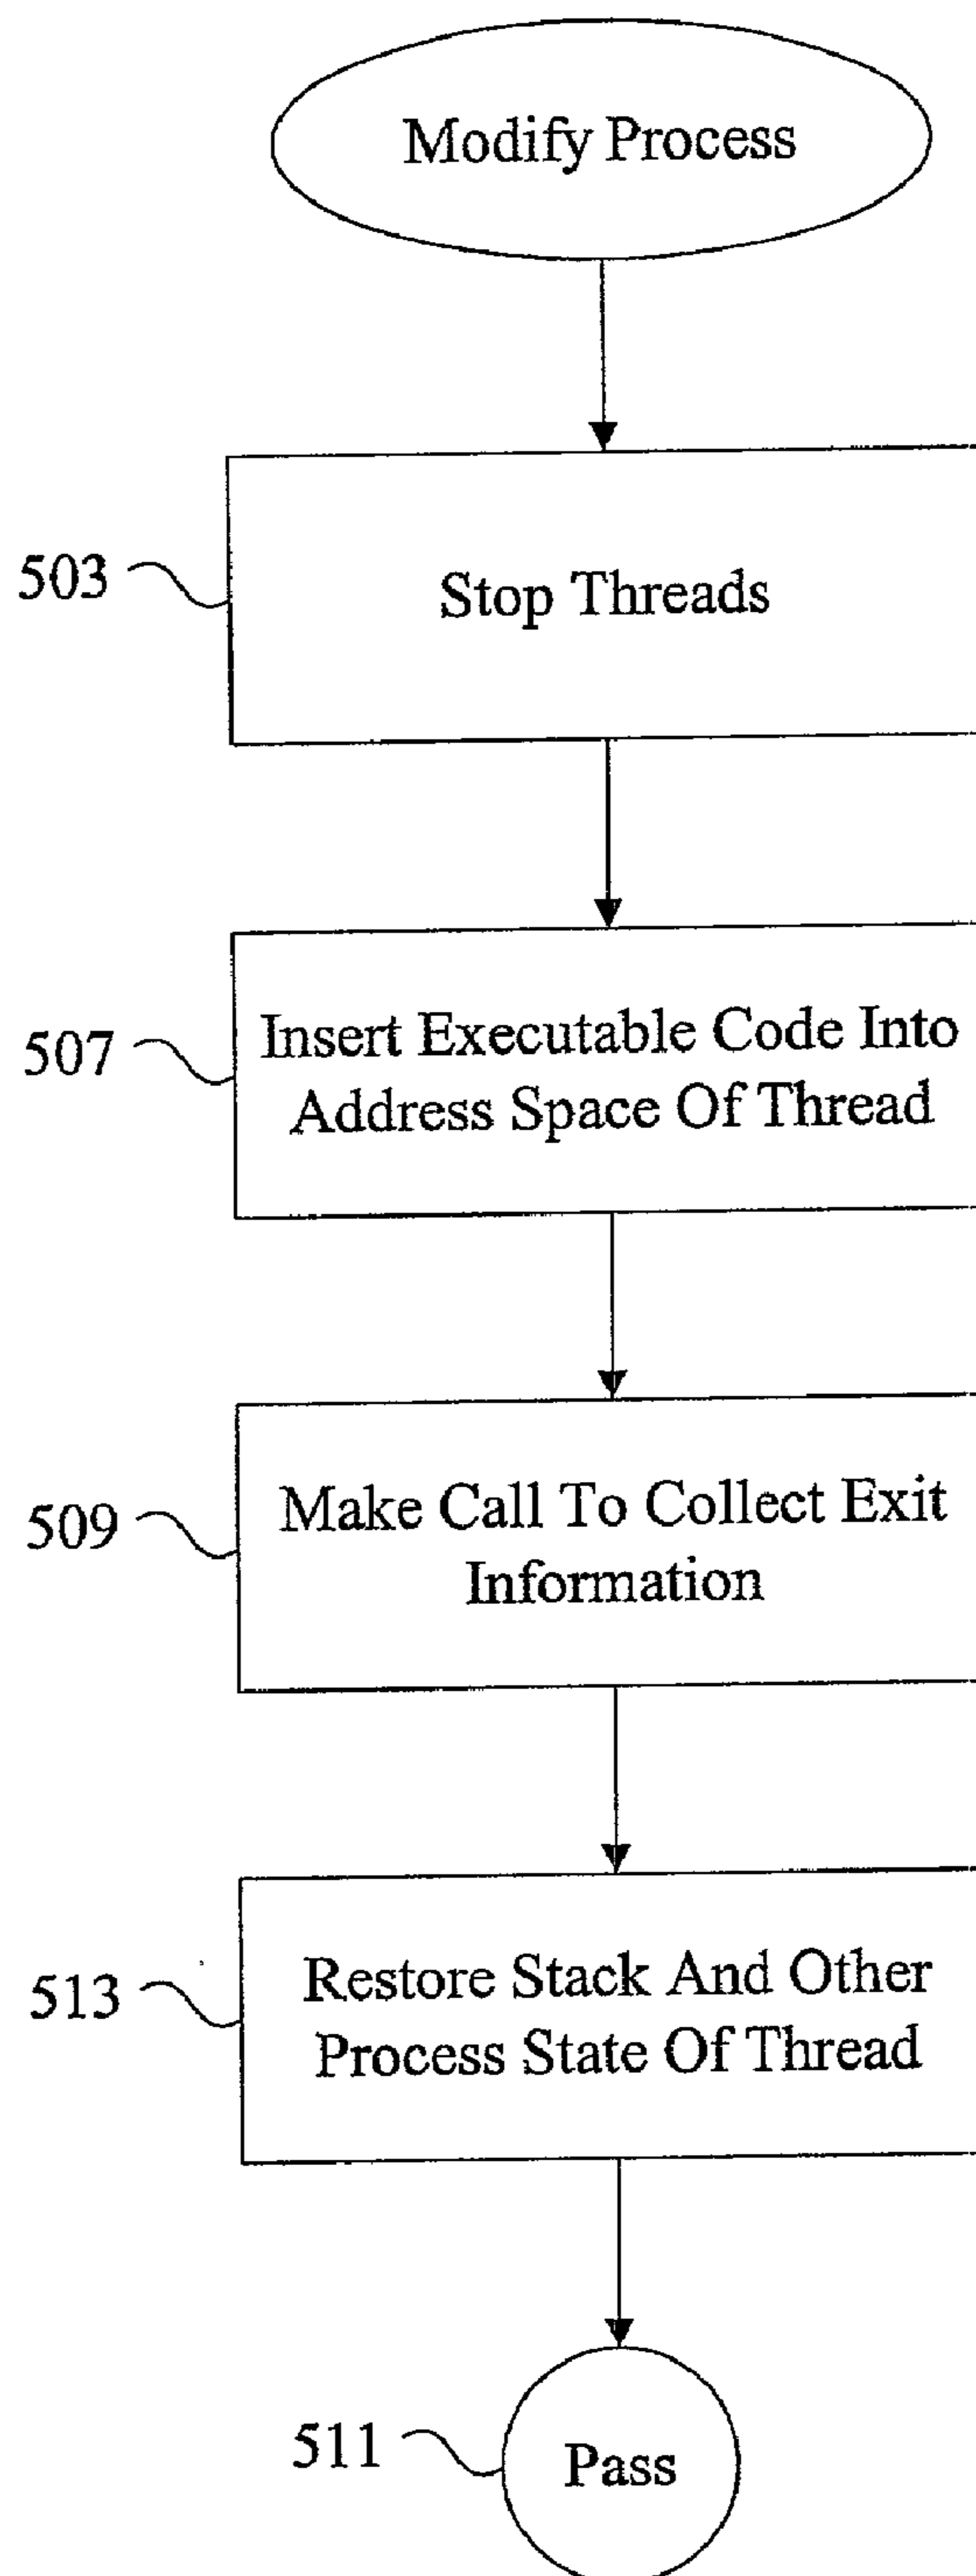 Modify Process
503
Stop Threads
507
Insert Executable Code Into
Address Space Of Thread
509
Make Call To Collect Exit
Information
513
Restore Stack And Other
Process State Of Thread
511
Pass